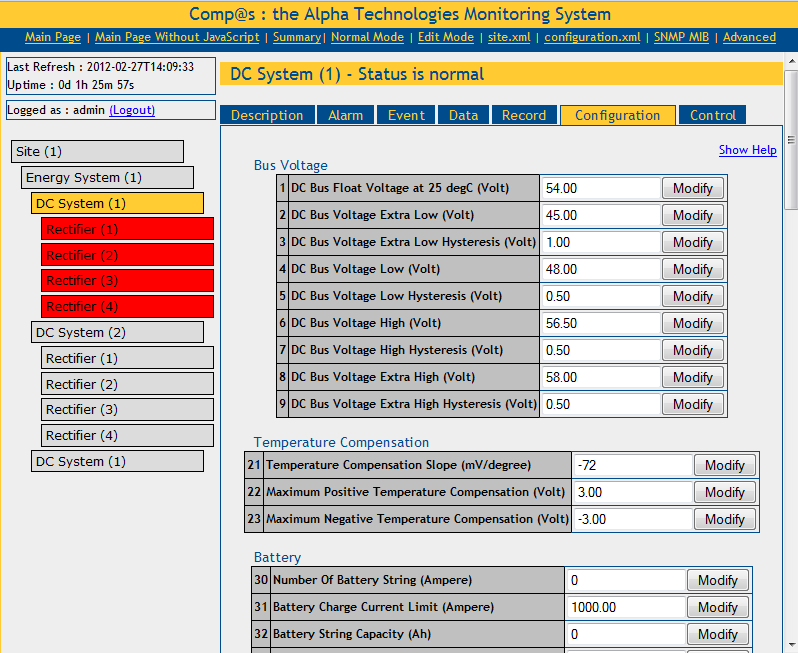 Comp@s : the Alpha Technologies Monitoring System
Main Page | Main Page Without JavaScript | Summary | Normal Mode | Edit Mode | site.xml | configuration.xml | SNMP MIB | Advanced
Last Refresh : 2012-02-27T14:09:33
Uptime : 0d 1h 25m 57s
Logged as : admin (Logout)
Site (1)
Energy System (1)
DC System (1)
Rectifier (1)
Rectifier (2)
Rectifier (3)
Rectifier (4)
DC System (2)
Rectifier (1)
Rectifier (2)
Rectifier (3)
Rectifier (4)
DC System (1)
DC System (1) - Status is normal
Description Alarm Event Data Record Configuration Control
Show Help
Bus Voltage
1 DC Bus Float Voltage at 25 degC (Volt) 54.00 Modify
2 DC Bus Voltage Extra Low (Volt) 45.00 Modify
3 DC Bus Voltage Extra Low Hysteresis (Volt) 1.00 Modify
4 DC Bus Voltage Low (Volt) 48.00 Modify
5 DC Bus Voltage Low Hysteresis (Volt) 0.50 Modify
6 DC Bus Voltage High (Volt) 56.50 Modify
7 DC Bus Voltage High Hysteresis (Volt) 0.50 Modify
8 DC Bus Voltage Extra High (Volt) 58.00 Modify
9 DC Bus Voltage Extra High Hysteresis (Volt) 0.50 Modify
Temperature Compensation
21 Temperature Compensation Slope (mV/degree) -72 Modify
22 Maximum Positive Temperature Compensation (Volt) 3.00 Modify
23 Maximum Negative Temperature Compensation (Volt) -3.00 Modify
Battery
30 Number Of Battery String (Ampere) 0 Modify
31 Battery Charge Current Limit (Ampere) 1000.00 Modify
32 Battery String Capacity (Ah) 0 Modify